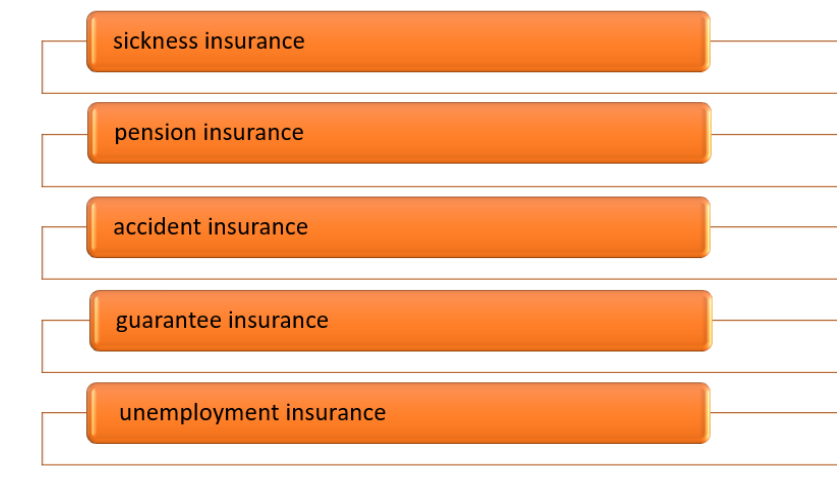 sickness insurance
pension insurance
accident insurance
guarantee insurance
unemployment insurance